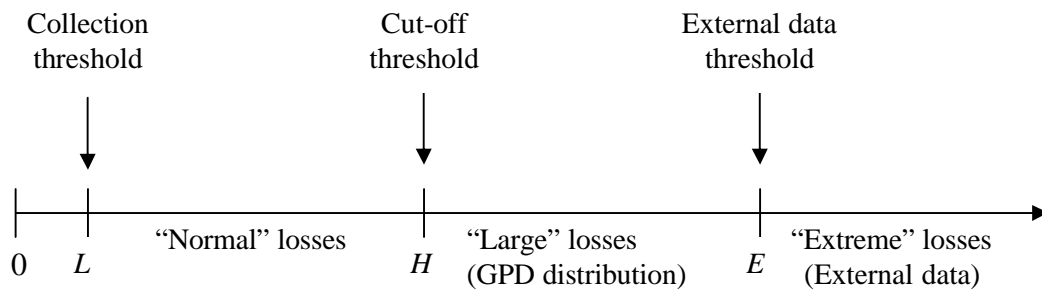 Collection
threshold
Cut-off
threshold
External data
threshold
“Normal” losses
“Large” losses
“Extreme” losses
0
L
H
(GPD distribution)
E
(External data)